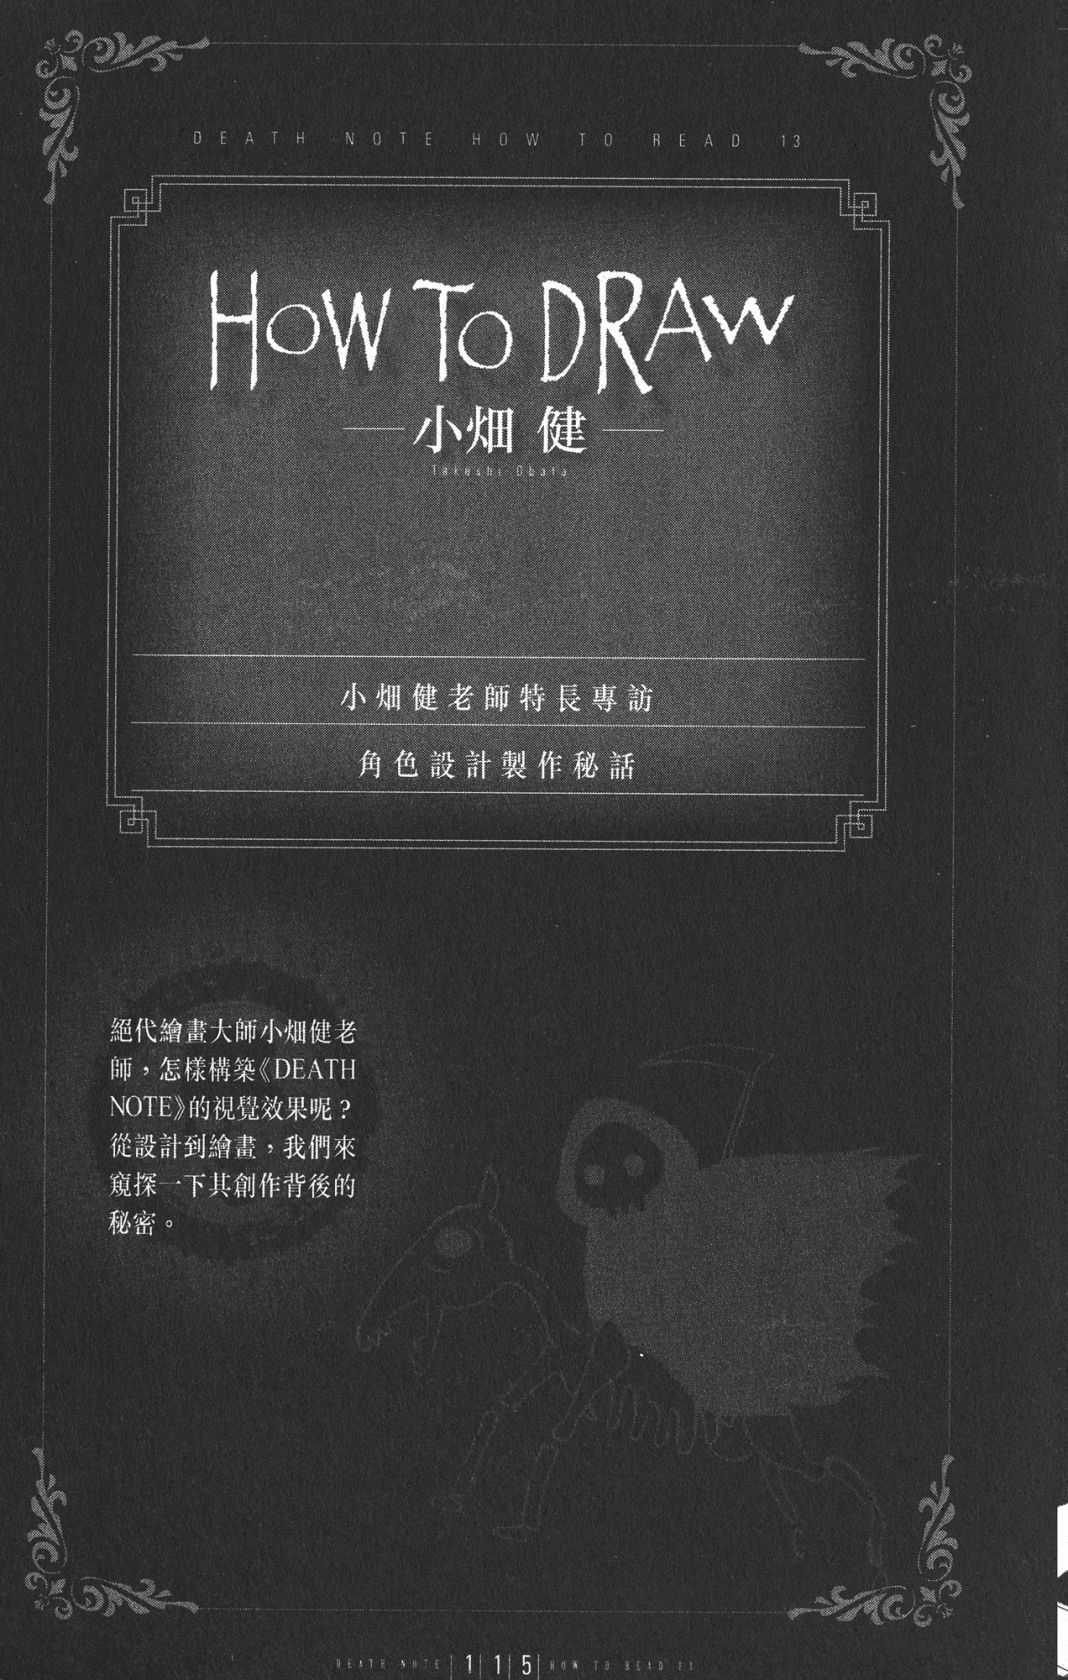 DEATH NOTE HOW TO READ 13
HOW TO DRAW
小畑 健
Takeshi Obata
小畑健老師特長專訪
角色設計製作秘話
絕代繪畫大師小畑健老
師，怎樣構築《DEATH
NOTE》的視覺效果呢？
從設計到繪畫，我們來
窺探一下其創作背後的
秘密。
DEATH NOTE 115 HOW TO READ 13